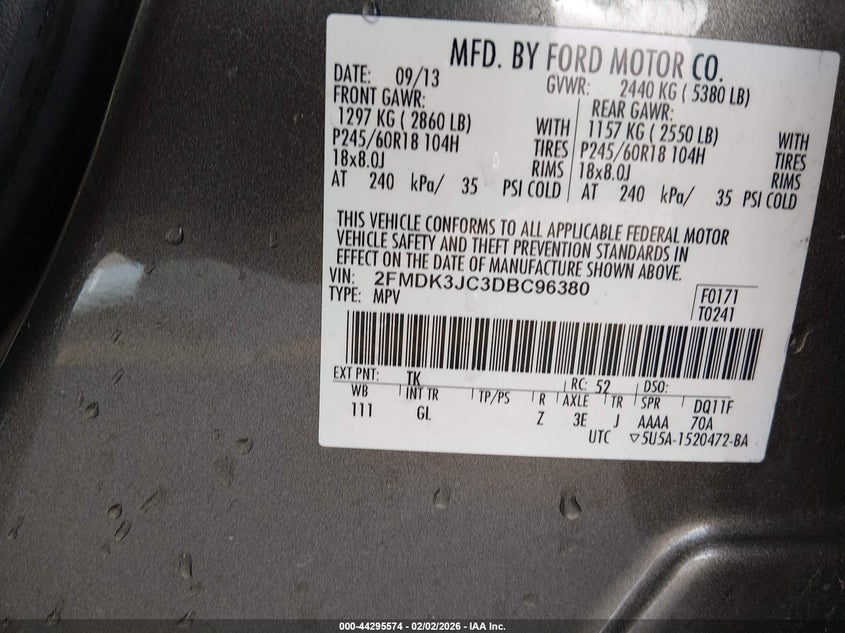 MFD. BY FORD MOTOR CO.
DATE: 09/13 GVWR: 2440 KG ( 5380 LB)
FRONT GAWR: REAR GAWR:
1297 KG ( 2860 LB) WITH 1157 KG ( 2550 LB) WITH
P245/60R18 104H TIRES P245/60R18 104H TIRES
18x8.0J RIMS 18x8.0J RIMS
AT 240 kPa/ 35 PSI COLD AT 240 kPa/ 35 PSI COLD
THIS VEHICLE CONFORMS TO ALL APPLICABLE FEDERAL MOTOR
VEHICLE SAFETY AND THEFT PREVENTION STANDARDS IN
EFFECT ON THE DATE OF MANUFACTURE SHOWN ABOVE.
VIN: 2FMDK3JC3DBC96380
TYPE: MPV
F0171
T0241
EXT PNT: TK RC: 52 DSO:
WB INT TR TP/PS R AXLE TR SPR DQ11F
111 GL Z 3E J AAAA 70A
UTC ▽5U5A-1520472-BA
000-44295574 / 02/02/2026 - IAA Inc.